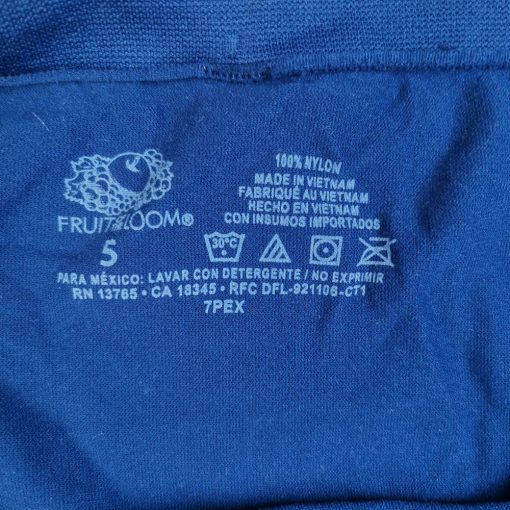 100% NYLON
MADE IN VIETNAM
FABRIQUÉ AU VIETNAM
HECHO EN VIETNAM
CON INSUMOS IMPORTADOS
FRUIT OF THE LOOM®
5
30°C
PARA MÉXICO: LAVAR CON DETERGENTE / NO EXPRIMIR
RN 13765 • CA 18345 • RFC DFL-921106-CT1
7PEX